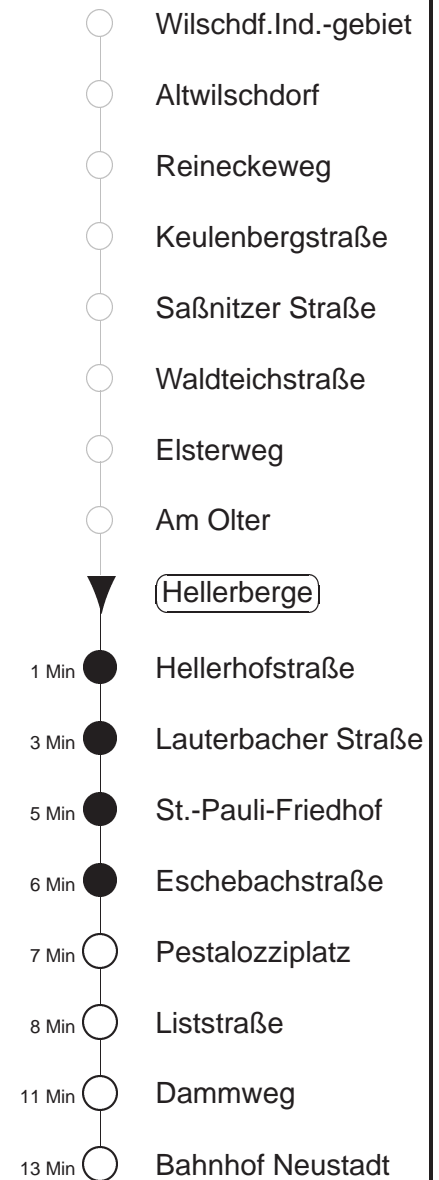 Wilschdf.Ind.-gebiet
Altwilschdorf
Reineckeweg
Keulenbergstraße
Saßnitzer Straße
Waldteichstraße
Elsterweg
Am Olter
Hellerberge
1 Min Hellerhofstraße
3 Min Lauterbacher Straße
5 Min St.-Pauli-Friedhof
6 Min Eschebachstraße
7 Min Pestalozziplatz
8 Min Liststraße
11 Min Dammweg
13 Min Bahnhof Neustadt